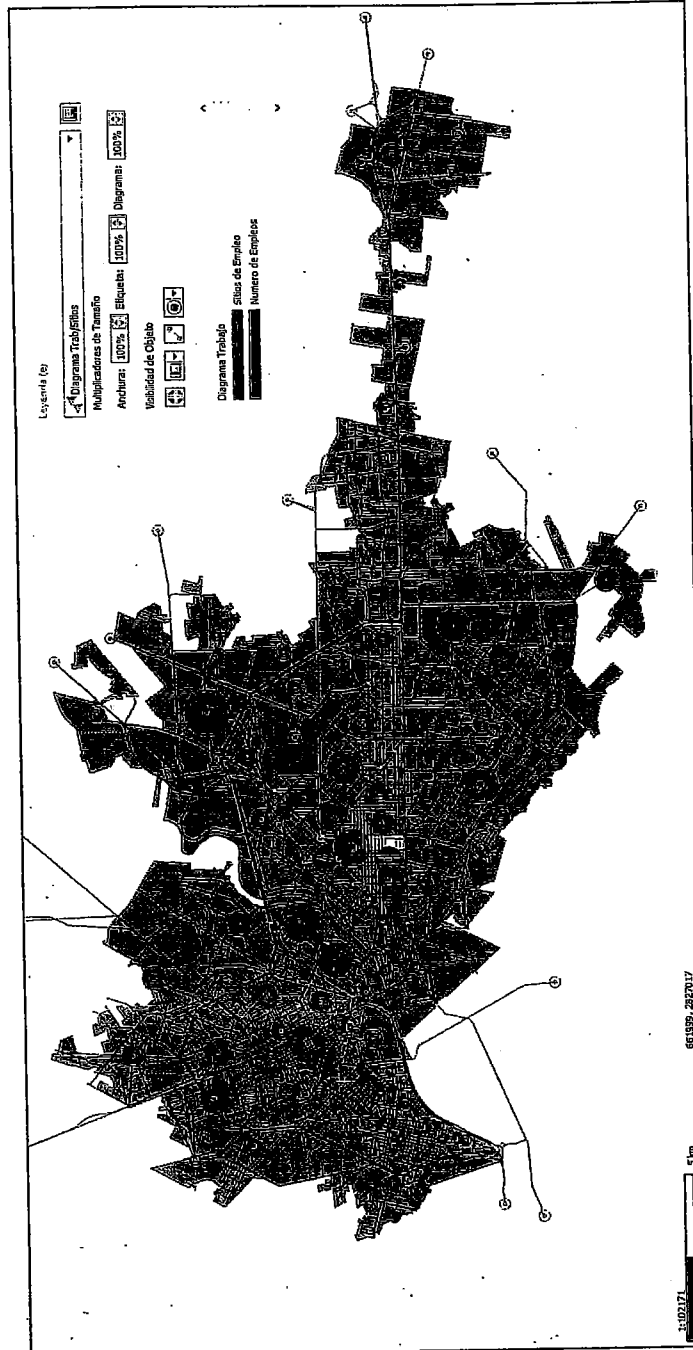 Leyenda (e)
Diagrama Trab/Sitios
Multiplicadores de Tamaño
Anchura: 100% Etiqueta: 100% Diagrama: 100%
Visibilidad de Objeto
Diagrama Trabajo
Sitios de Empleo
Numero de Empleos
1:102171
5 km
661999, 2827017